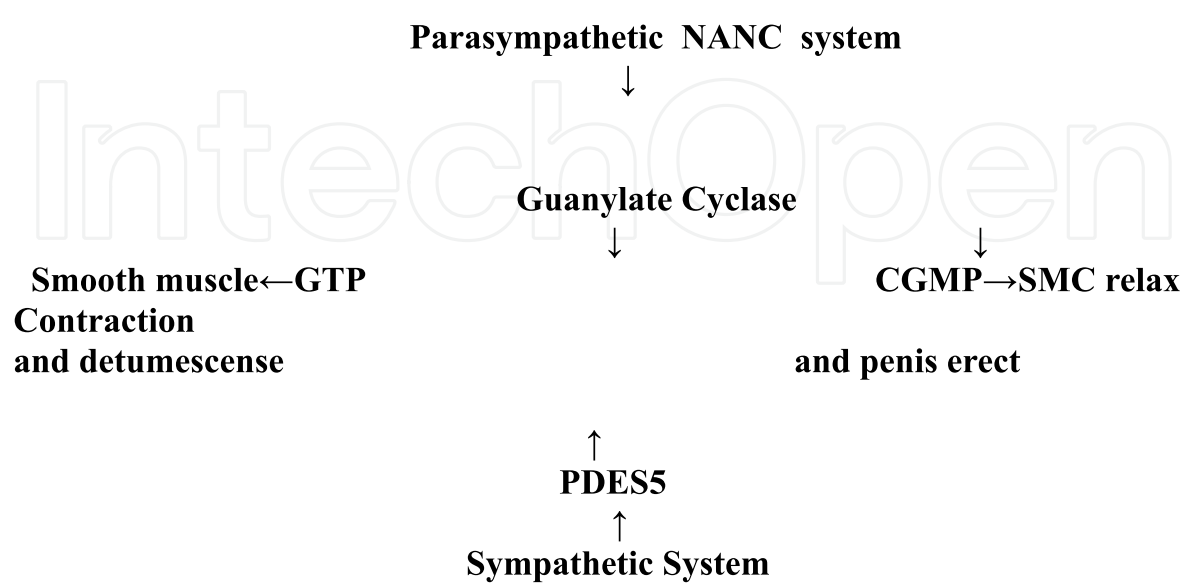 Parasympathetic NANC system
↓
IntechOpen
Guanylate Cyclase
↓ ↓
Smooth muscle←GTP CGMP→SMC relax
Contraction
and detumescense and penis erect
↑
PDES5
↑
Sympathetic System